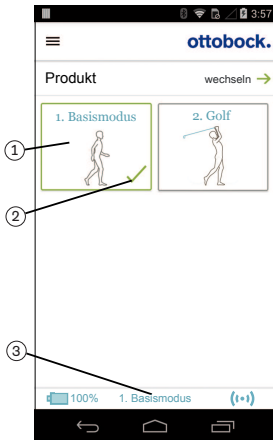 3:57
ottobock.
Produkt
wechseln
1. Basismodus
2. Golf
1
2
3
100%
1. Basismodus